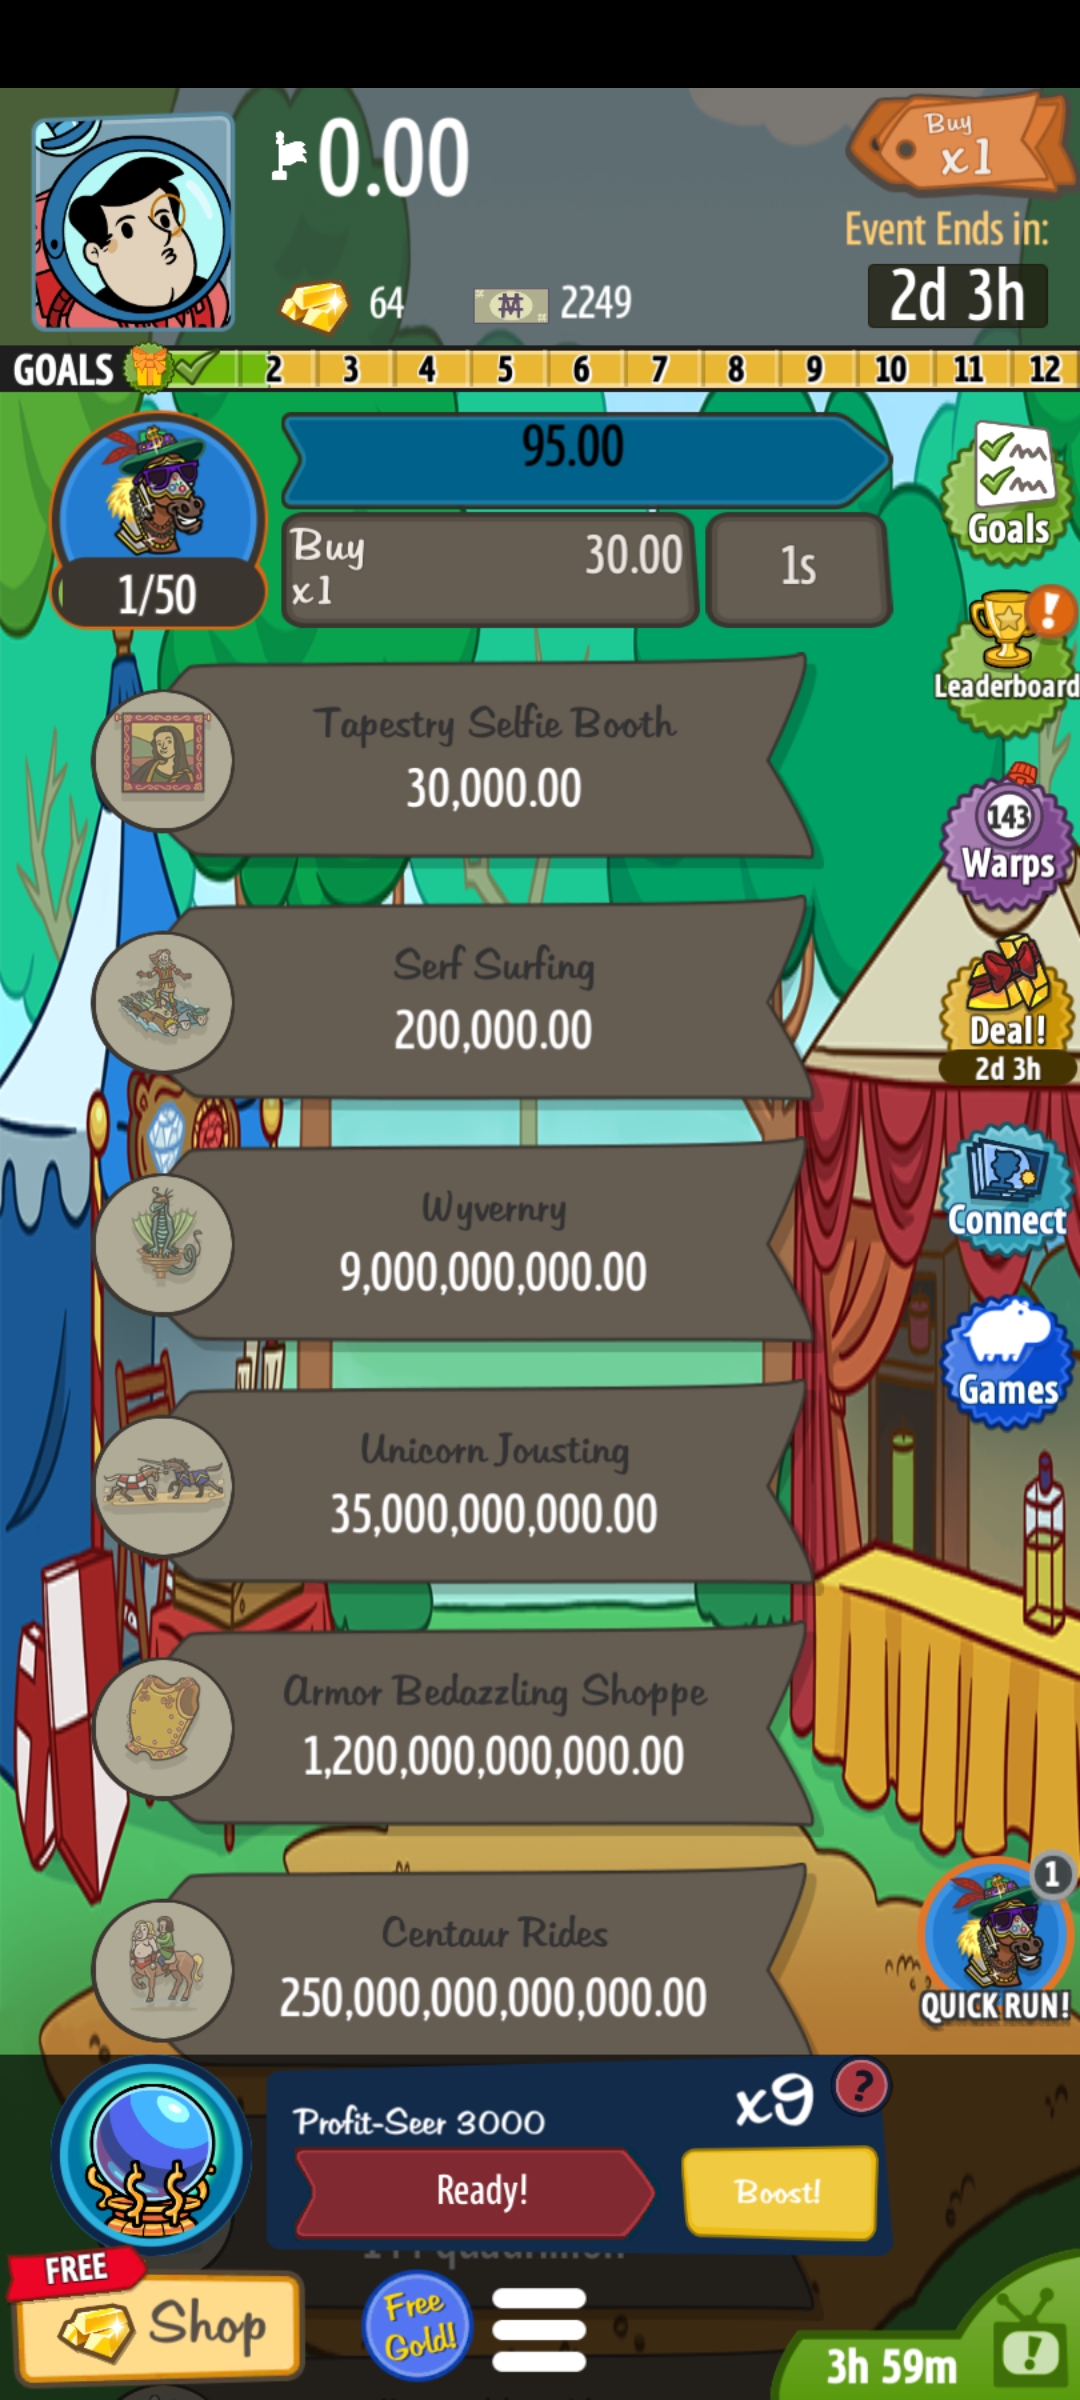 0.00
Buy
x1
Event Ends in:
64
2249
2d 3h
GOALS 2 3 4 5 6 7 8 9 10 11 12
95.00
1/50
Buy
x1
30.00
1s
Goals
Tapestry Selfie Booth
30,000.00
Leaderboard
143
Warps
Serf Surfing
200,000.00
Deal!
2d 3h
Wyvernry
9,000,000,000.00
Connect
Unicorn Jousting
35,000,000,000.00
Games
Armor Bedazzling Shoppe
1,200,000,000,000.00
Centaur Rides
250,000,000,000,000.00
1
QUICK RUN!
Profit-Seer 3000
x9
?
Ready!
Boost!
FREE
Shop
Free
Gold!
3h 59m